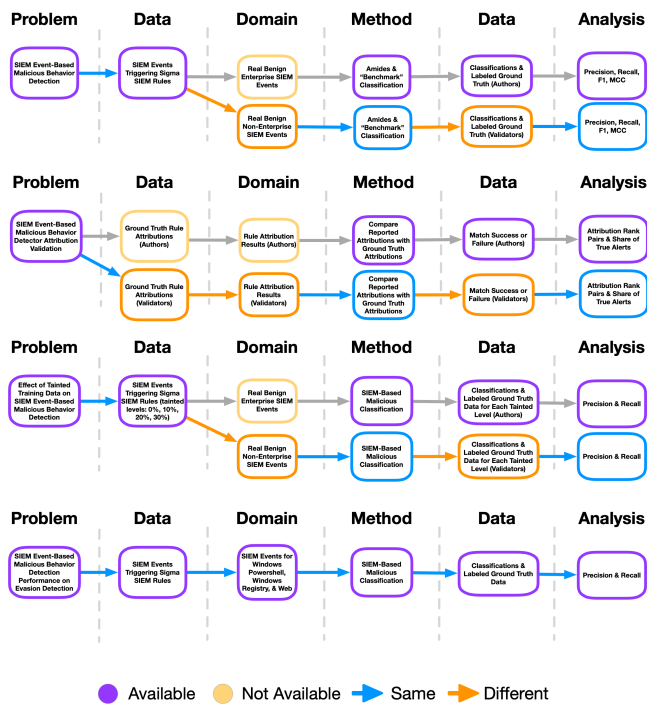 Problem Data Domain Method Data Analysis
SIEM Event-Based
Malicious Behavior
Detection
SIEM Events
Triggering Sigma
SIEM Rules
Real Benign
Enterprise SIEM
Events
Amides &
“Benchmark”
Classification
Classifications &
Labeled Ground
Truth (Authors)
Precision, Recall,
F1, MCC
Real Benign
Non-Enterprise
SIEM Events
Amides &
“Benchmark”
Classification
Classifications &
Labeled Ground
Truth (Validators)
Precision, Recall,
F1, MCC
Problem Data Domain Method Data Analysis
SIEM Event-Based
Malicious Behavior
Detector Attribution
Validation
Ground Truth Rule
Attributions
(Authors)
Rule Attribution
Results (Authors)
Compare
Reported
Attributions with
Ground Truth
Attributions
Match Success or
Failure (Authors)
Attribution Rank
Pairs & Share of
True Alerts
Ground Truth Rule
Attributions
(Validators)
Rule Attribution
Results
(Validators)
Compare
Reported
Attributions with
Ground Truth
Attributions
Match Success or
Failure (Validators)
Attribution Rank
Pairs & Share of
True Alerts
Problem Data Domain Method Data Analysis
Effect of Tainted
Training Data on
SIEM Event-Based
Malicious Behavior
Detection
SIEM Events
Triggering Sigma
SIEM Rules (tainted
levels: 0%, 10%,
20%, 30%)
Real Benign
Enterprise SIEM
Events
SIEM-Based
Malicious
Classification
Classifications &
Labeled Ground Truth
Data for Each Tainted
Level (Authors)
Precision & Recall
Real Benign
Non-Enterprise
SIEM Events
SIEM-Based
Malicious
Classification
Classifications &
Labeled Ground Truth
Data for Each Tainted
Level (Validators)
Precision & Recall
Problem Data Domain Method Data Analysis
SIEM Event-Based
Malicious Behavior
Detection
Performance on
Evasion Detection
SIEM Events
Triggering Sigma
SIEM Rules
SIEM Events for
Windows
Powershell,
Windows
Registry, & Web
SIEM-Based
Malicious
Classification
Classifications &
Labeled Ground Truth
Data
Precision & Recall
Available Not Available Same Different